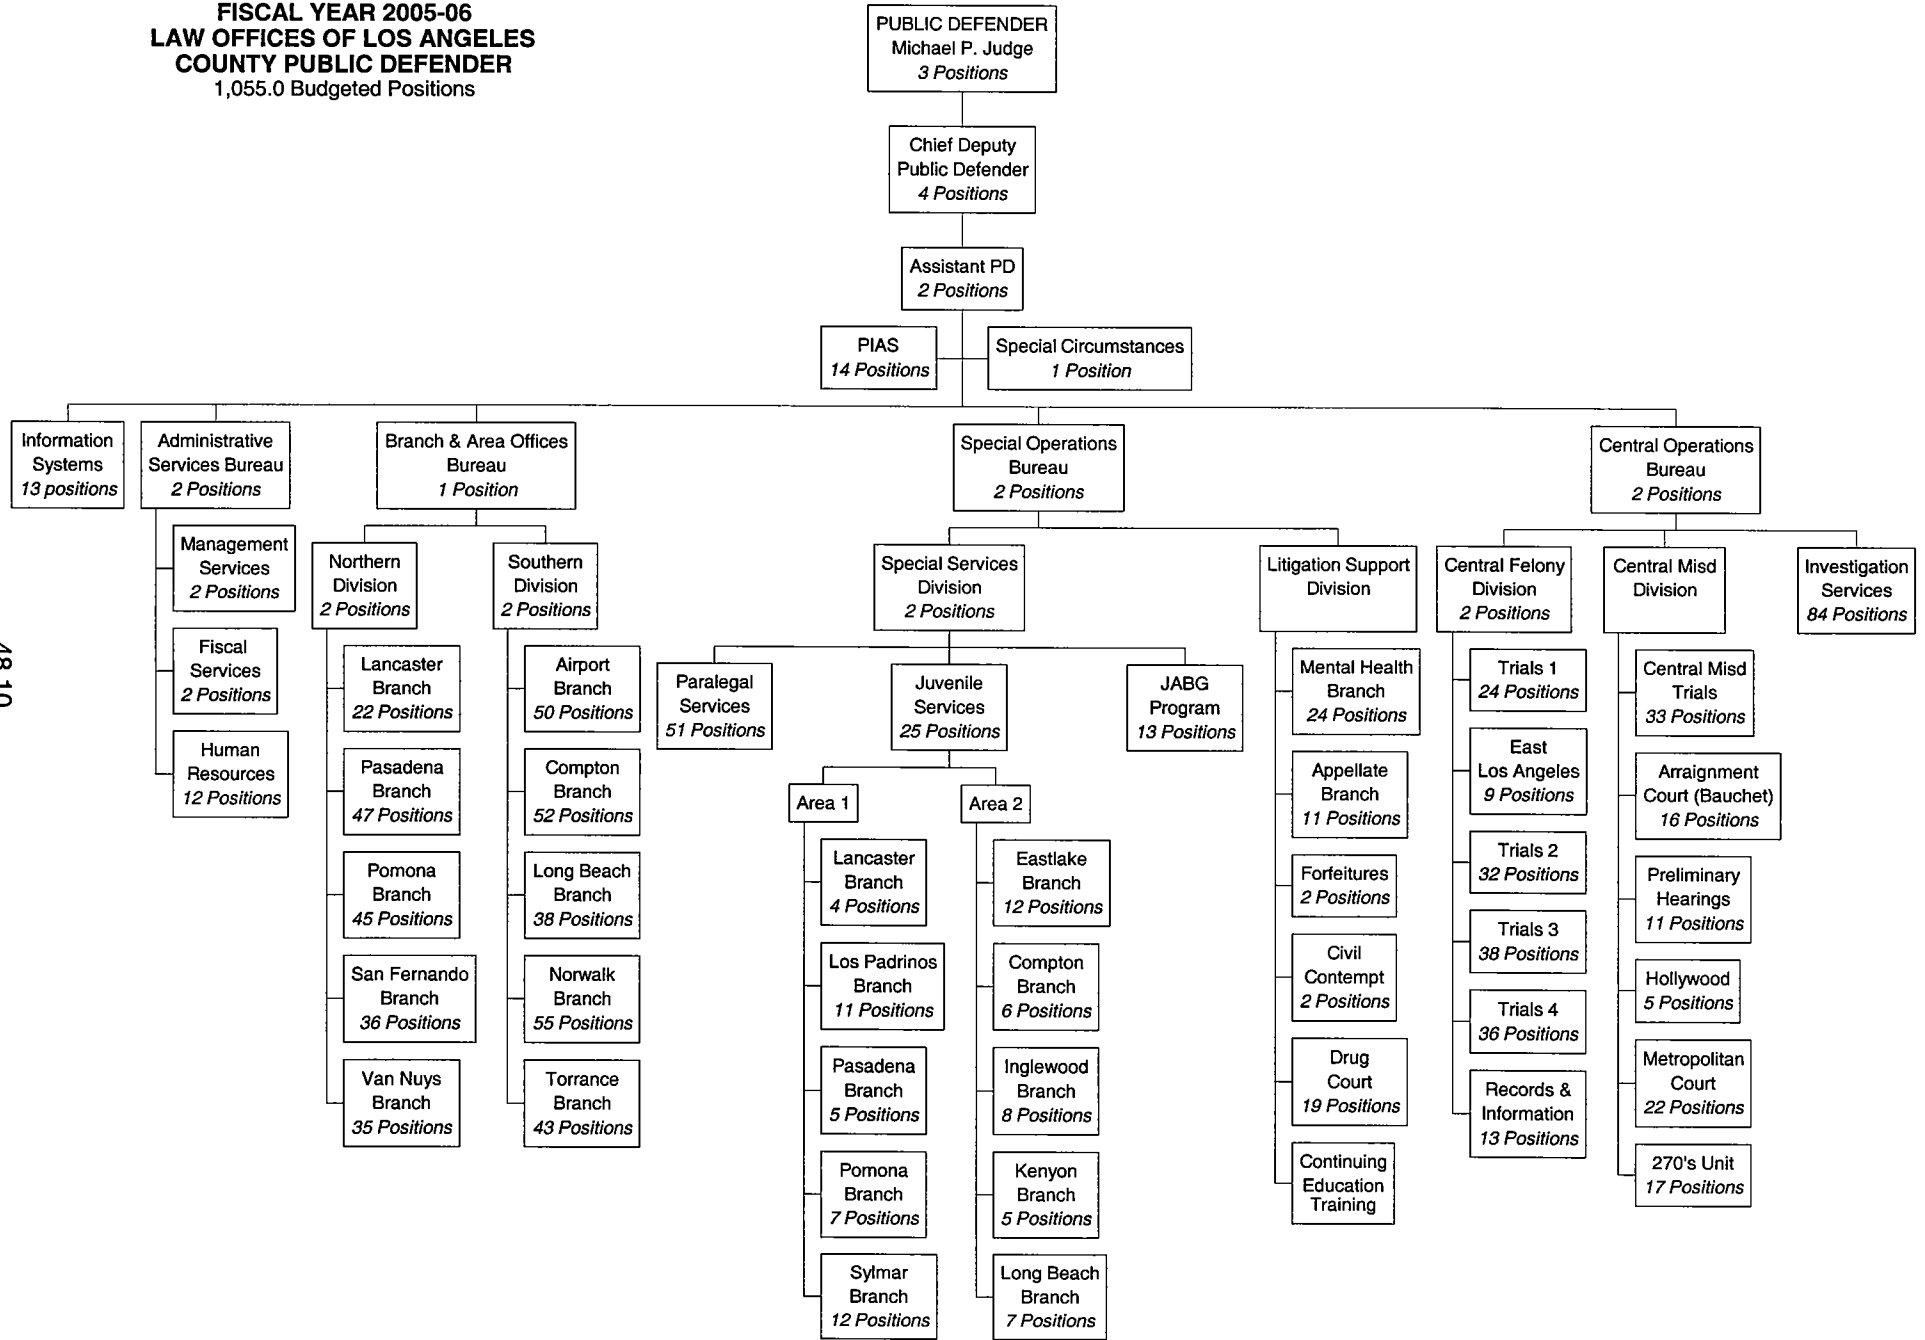 FISCAL YEAR 2005-06
LAW OFFICES OF LOS ANGELES
COUNTY PUBLIC DEFENDER
1,055.0 Budgeted Positions
PUBLIC DEFENDER
Michael P. Judge
3 Positions
Chief Deputy
Public Defender
4 Positions
Assistant PD
2 Positions
PIAS
14 Positions
Special Circumstances
1 Position
Information
Systems
13 positions
Administrative
Services Bureau
2 Positions
Management
Services
2 Positions
Fiscal
Services
2 Positions
Human
Resources
12 Positions
Branch & Area Offices
Bureau
1 Position
Northern
Division
2 Positions
Lancaster
Branch
22 Positions
Pasadena
Branch
47 Positions
Pomona
Branch
45 Positions
San Fernando
Branch
36 Positions
Van Nuys
Branch
35 Positions
Southern
Division
2 Positions
Airport
Branch
50 Positions
Compton
Branch
52 Positions
Long Beach
Branch
38 Positions
Norwalk
Branch
55 Positions
Torrance
Branch
43 Positions
Special Operations
Bureau
2 Positions
Special Services
Division
2 Positions
Paralegal
Services
51 Positions
Juvenile
Services
25 Positions
JABG
Program
13 Positions
Area 1
Lancaster
Branch
4 Positions
Los Padrinos
Branch
11 Positions
Pasadena
Branch
5 Positions
Pomona
Branch
7 Positions
Sylmar
Branch
12 Positions
Area 2
Eastlake
Branch
12 Positions
Compton
Branch
6 Positions
Inglewood
Branch
8 Positions
Kenyon
Branch
5 Positions
Long Beach
Branch
7 Positions
Litigation Support
Division
Mental Health
Branch
24 Positions
Appellate
Branch
11 Positions
Forfeitures
2 Positions
Civil
Contempt
2 Positions
Drug
Court
19 Positions
Continuing
Education
Training
Central Operations
Bureau
2 Positions
Central Felony
Division
2 Positions
Trials 1
24 Positions
East
Los Angeles
9 Positions
Trials 2
32 Positions
Trials 3
38 Positions
Trials 4
36 Positions
Records &
Information
13 Positions
Central Misd
Division
Central Misd
Trials
33 Positions
Arraignment
Court (Bauchet)
16 Positions
Preliminary
Hearings
11 Positions
Hollywood
5 Positions
Metropolitan
Court
22 Positions
270's Unit
17 Positions
Investigation
Services
84 Positions